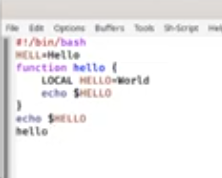 File Edit Options Buffers Tools Sh-Script
#!/bin/bash
HELL=Hello
function hello {
LOCAL HELLO=World
echo $HELLO
}
echo $HELLO
hello